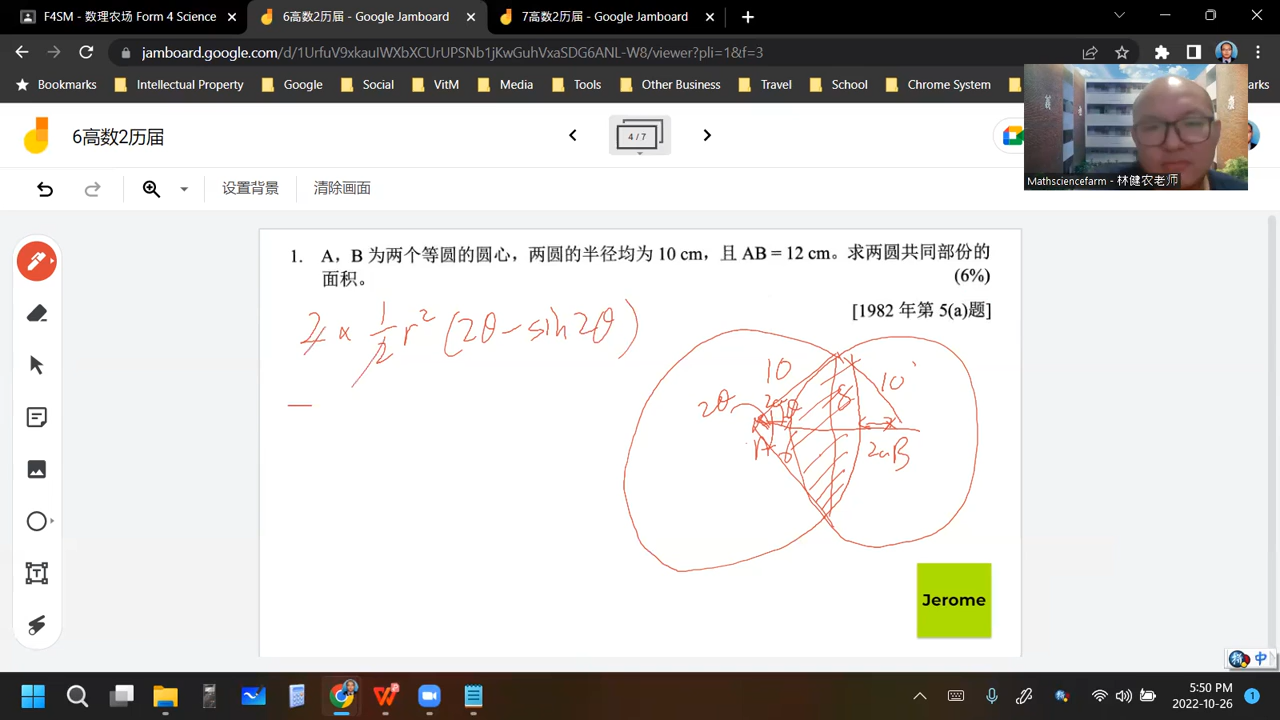 F4SM - 数理农场 Form 4 Science
6高数2历届 - Google Jamboard
7高数2历届 - Google Jamboard
jamboard.google.com/d/1UrfuV9xkauIWXbXCUrUPSNb1jKwGuhVxaSDG6ANL-W8/viewer?pli=1&f=3
Bookmarks
Intellectual Property
Google
Social
VitM
Media
Tools
Other Business
Travel
School
Chrome System
Mathsciencefarm - 林健农老师
6高数2历届
4 / 7
设置背景
清除画面
1. A，B 为两个等圆的圆心，两圆的半径均为 10 cm，且 AB = 12 cm。求两圆共同部份的
面积。 (6%)
[1982 年第 5(a)题]
2 × 1/2 r² (2θ - sin 2θ)
10
10
2θ
8
B
Jerome
中
5:50 PM
2022-10-26
1